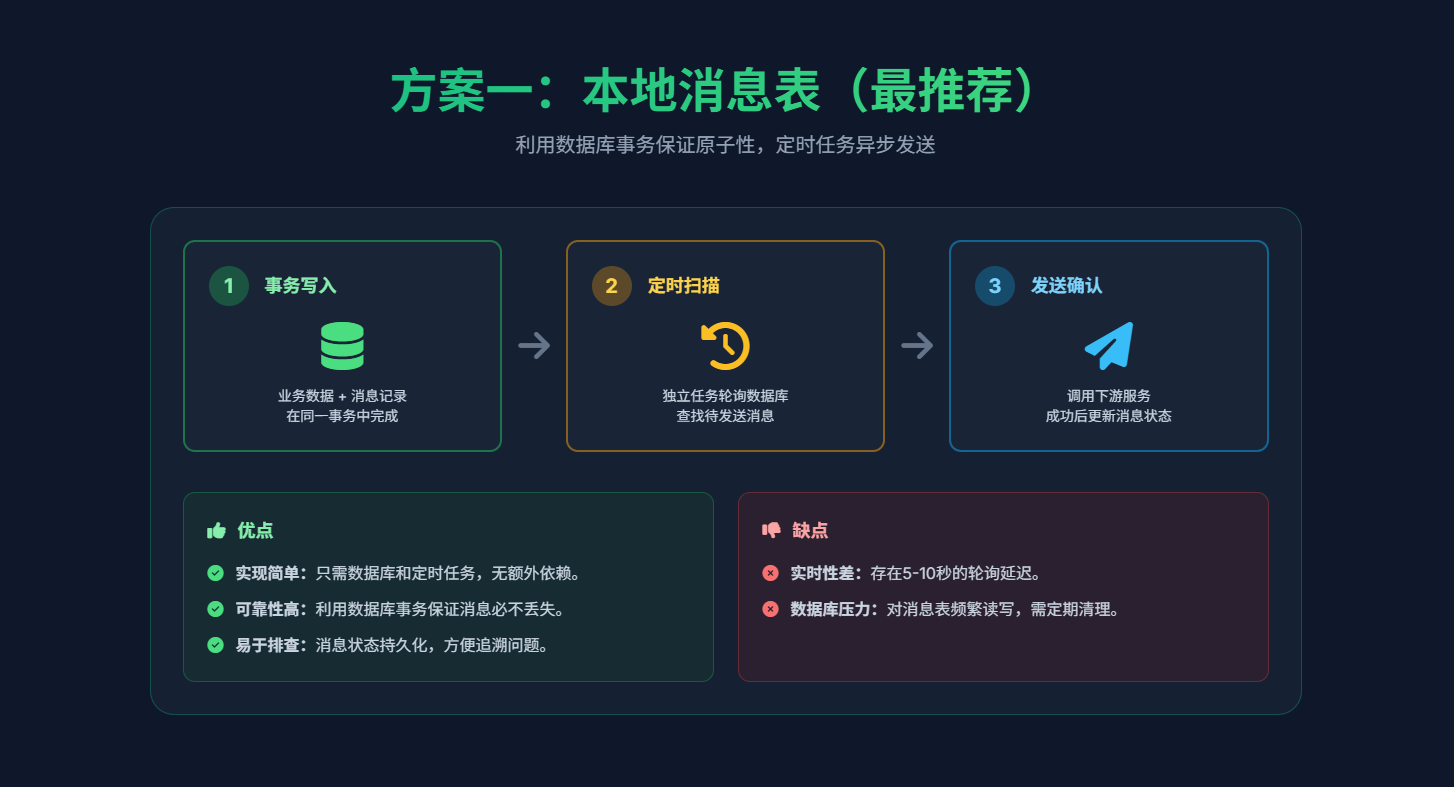 方案一：本地消息表（最推荐）
利用数据库事务保证原子性，定时任务异步发送
1 事务写入
业务数据 + 消息记录
在同一事务中完成
2 定时扫描
独立任务轮询数据库
查找待发送消息
3 发送确认
调用下游服务
成功后更新消息状态
优点
实现简单：只需数据库和定时任务，无额外依赖。
可靠性高：利用数据库事务保证消息必不丢失。
易于排查：消息状态持久化，方便追溯问题。
缺点
实时性差：存在5-10秒的轮询延迟。
数据库压力：对消息表频繁读写，需定期清理。